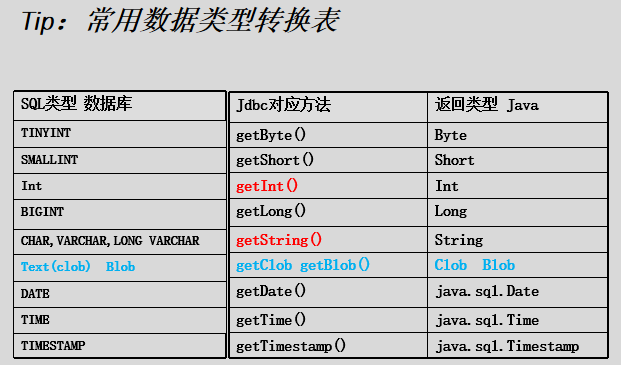 Tip：常用数据类型转换表
SQL类型 数据库 Jdbc对应方法 返回类型 Java
TINYINT getByte() Byte
SMALLINT getShort() Short
Int getInt() Int
BIGINT getLong() Long
CHAR,VARCHAR,LONG VARCHAR getString() String
Text(clob) Blob getClob getBlob() Clob Blob
DATE getDate() java.sql.Date
TIME getTime() java.sql.Time
TIMESTAMP getTimestamp() java.sql.Timestamp